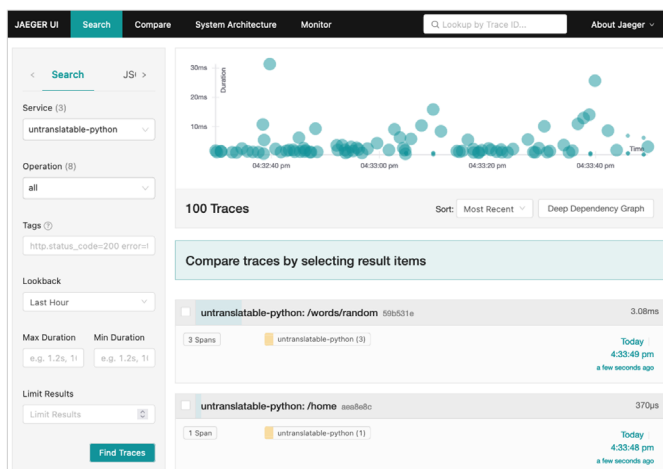 JAEGER UI Search Compare System Architecture Monitor Lookup by Trace ID... About Jaeger
Search
Service (3)
untranslatable-python
Operation (8)
all
Tags
http.status_code=200 error=t
Lookback
Last Hour
Max Duration Min Duration
e.g. 1.2s, e.g. 1.2s,
Limit Results
Limit Results
Find Traces
30ms
20ms
10ms
Duration
Time
04:32:40 pm 04:33:00 pm 04:33:20 pm 04:33:40 pm
100 Traces Sort: Most Recent Deep Dependency Graph
Compare traces by selecting result items
untranslatable-python: /words/random 59b531e 3.08ms
3 Spans untranslatable-python (3) Today
4:33:49 pm
a few seconds ago
untranslatable-python: /home aea8e8c 370μs
1 Span untranslatable-python (1) Today
4:33:48 pm
a few seconds ago